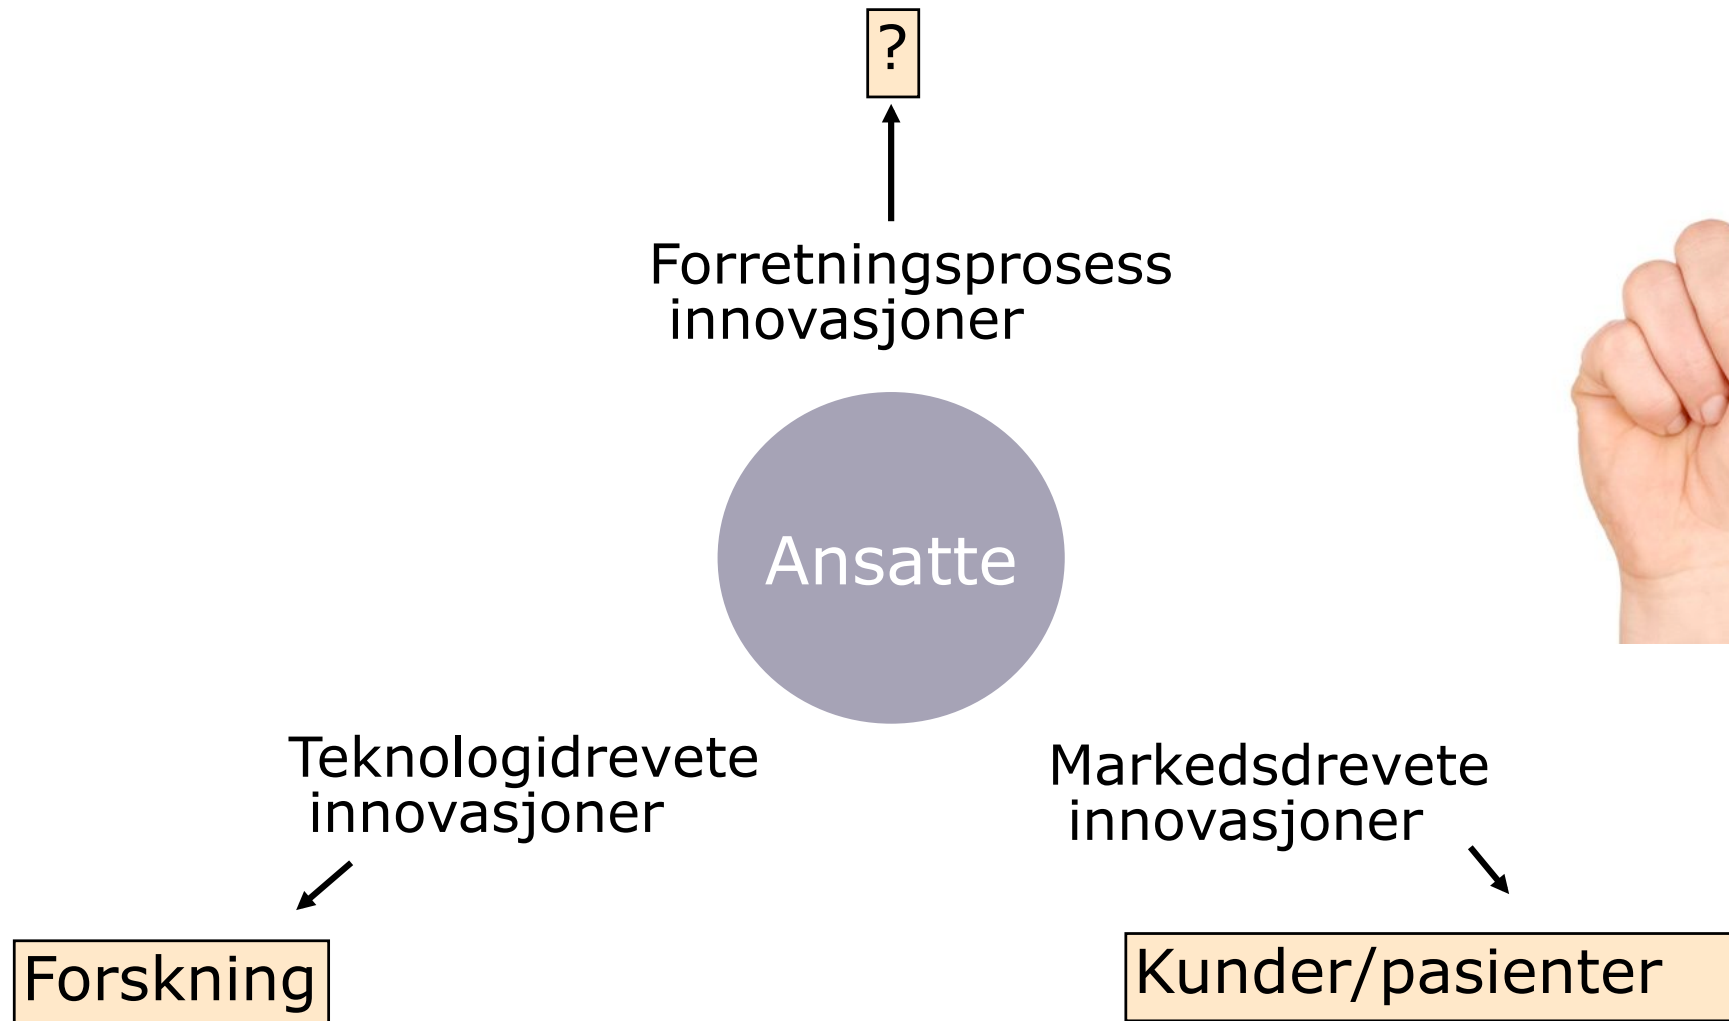 ?
Forretningsprosess
innovasjoner
Ansatte
Teknologidrevete
innovasjoner
Markedsdrevete
innovasjoner
Forskning
Kunder/pasienter